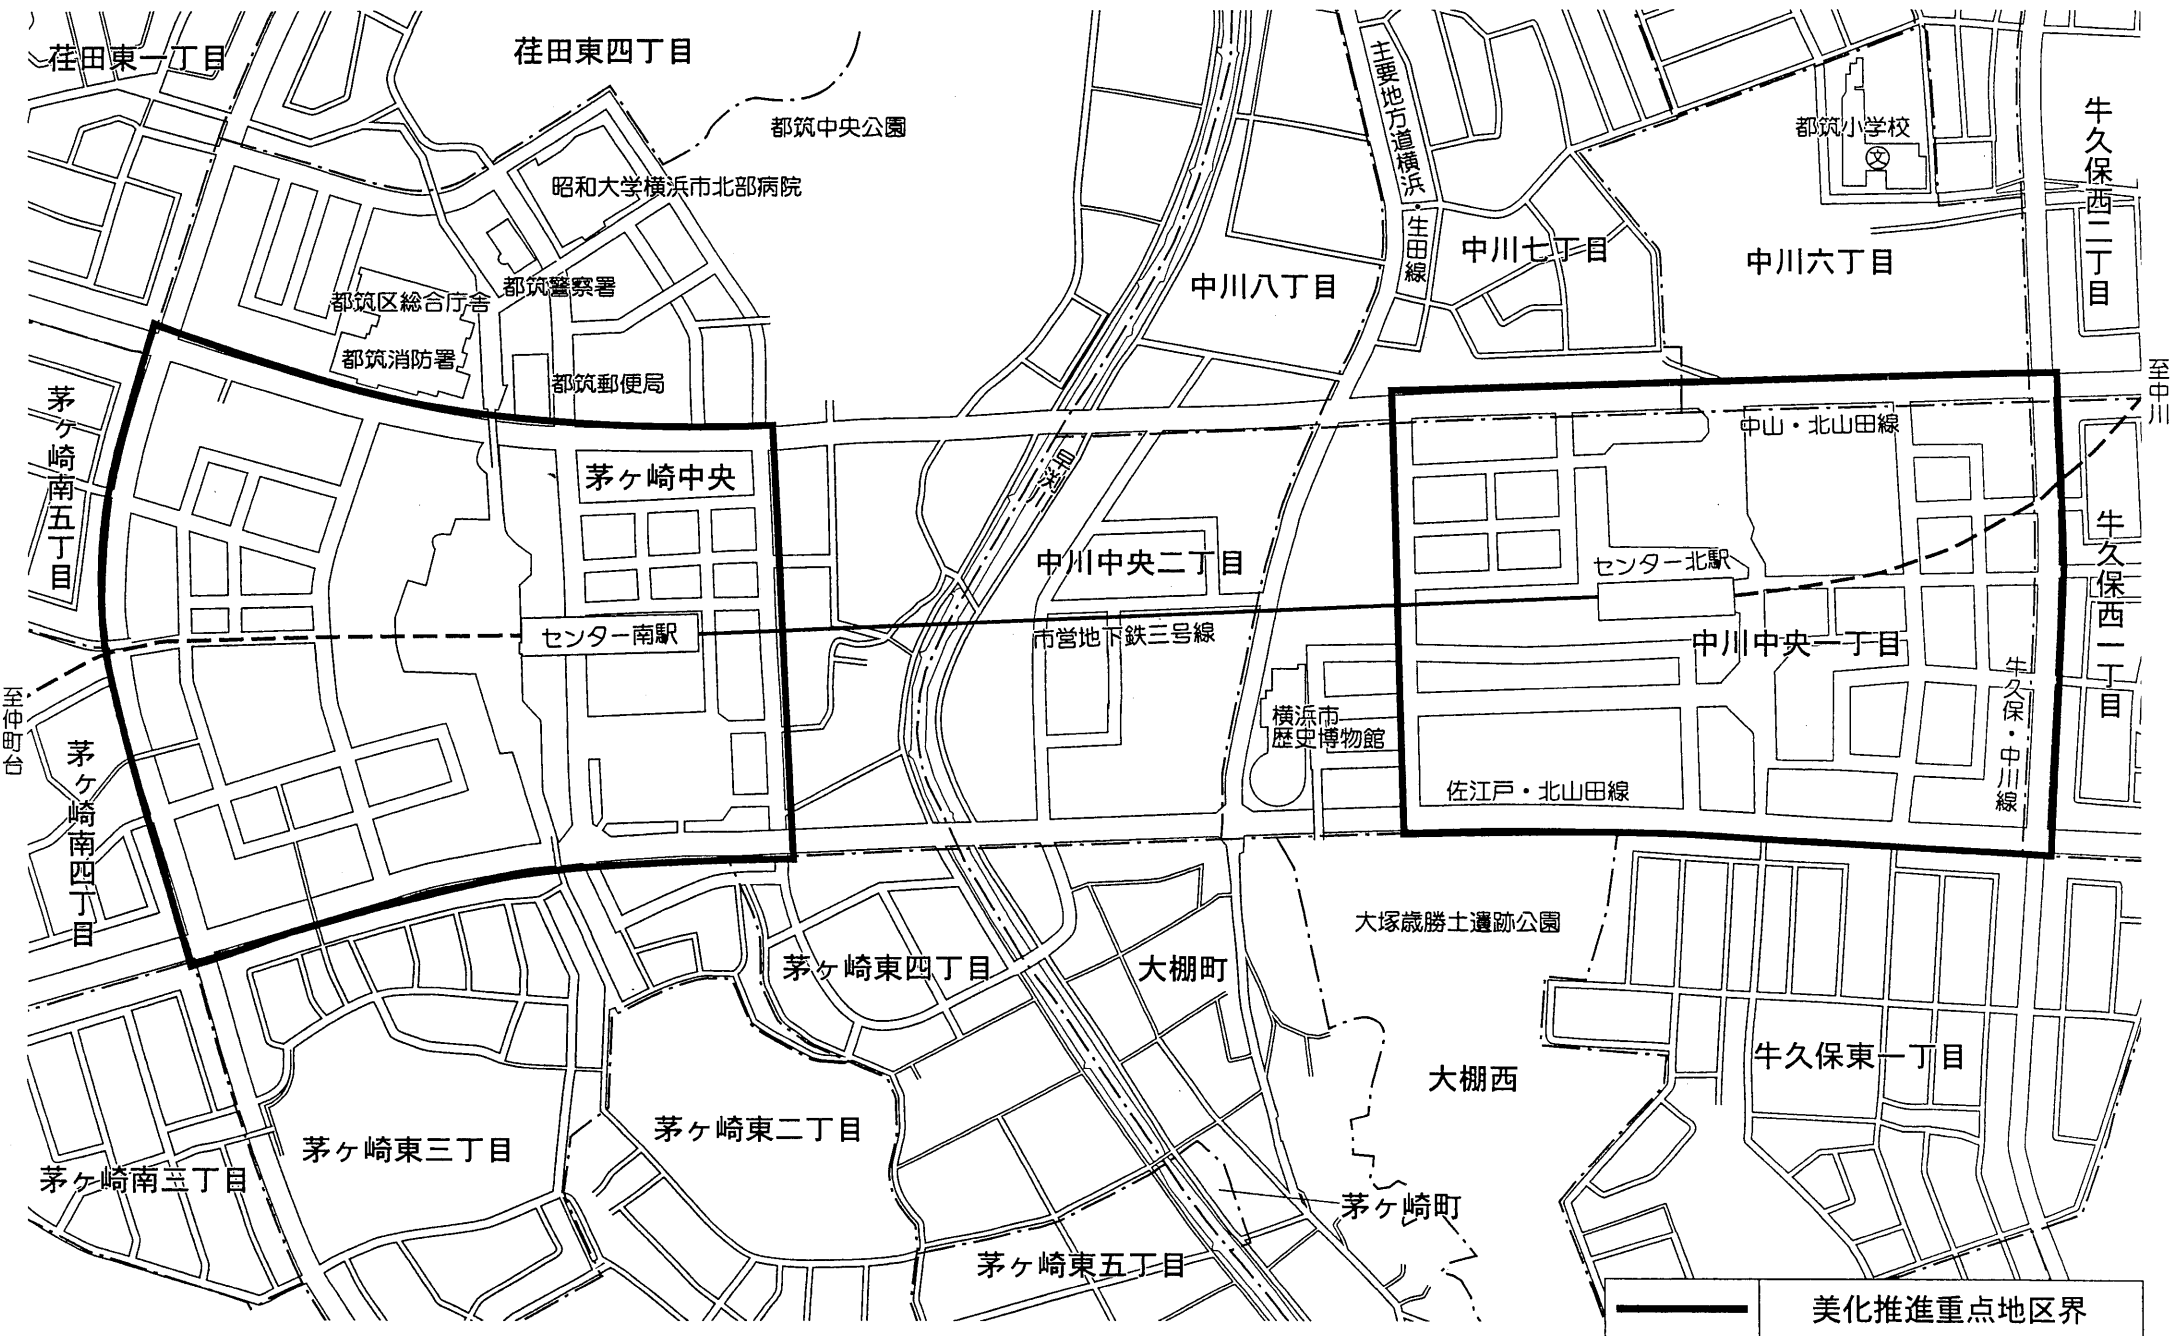 荏田東一丁目
荏田東四丁目
都筑中央公園
昭和大学横浜市北部病院
都筑区総合庁舎
都筑警察署
都筑消防署
都筑郵便局
主要地方道横浜・生田線
都筑小学校
文
牛久保西二丁目
中川八丁目
中川七丁目
中川六丁目
至中川
茅ヶ崎南五丁目
茅ヶ崎中央
早渕川
中山・北山田線
中川中央二丁目
センター北駅
牛久保西一丁目
センター南駅
市営地下鉄三号線
中川中央一丁目
至仲町台
茅ヶ崎南四丁目
横浜市
歴史博物館
佐江戸・北山田線
牛久保・中川線
大塚歳勝土遺跡公園
茅ヶ崎東四丁目
大棚町
大棚西
牛久保東一丁目
茅ヶ崎東三丁目
茅ヶ崎東二丁目
茅ヶ崎南三丁目
茅ヶ崎町
茅ヶ崎東五丁目
美化推進重点地区界